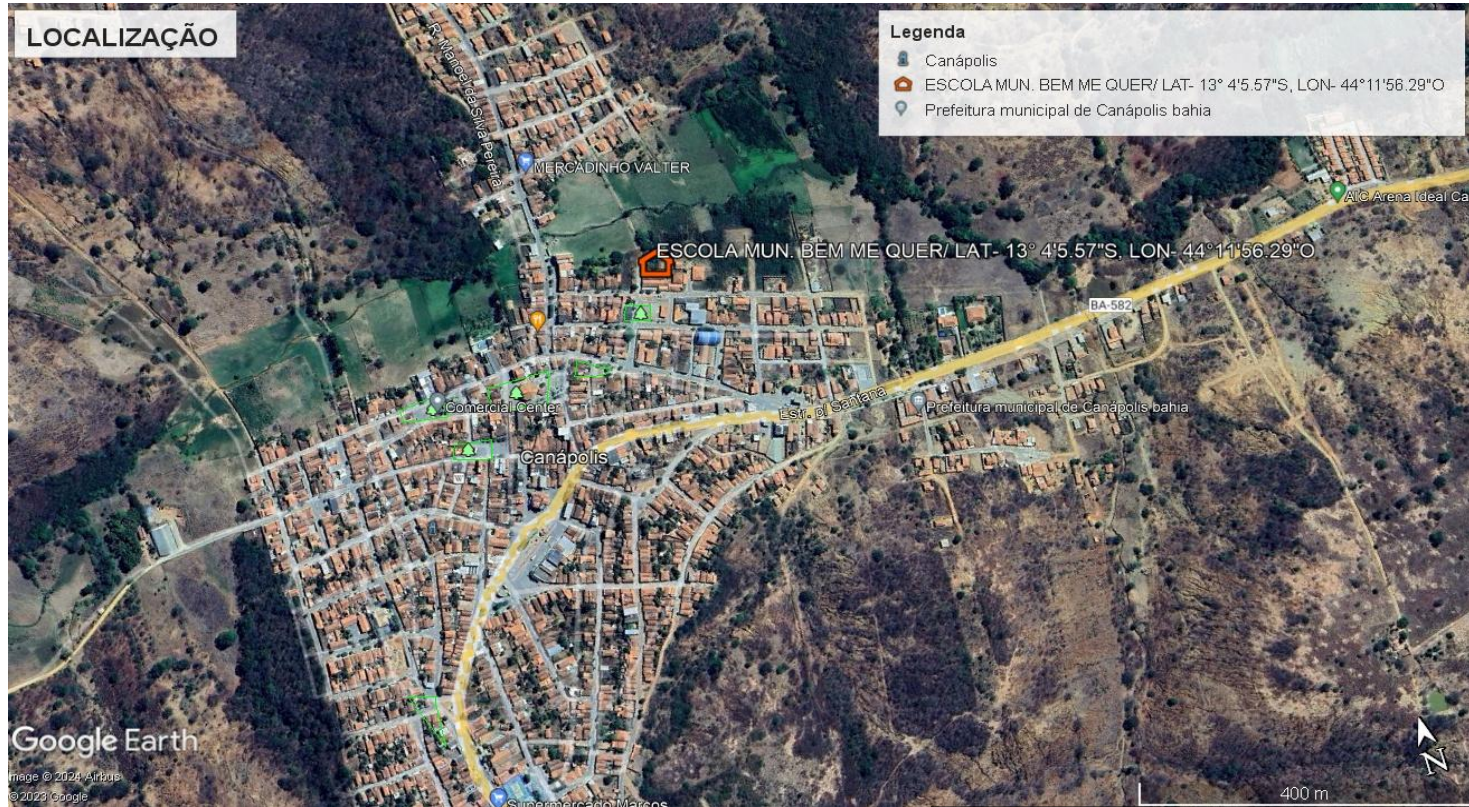 LOCALIZAÇÃO
Legenda
Canápolis
ESCOLA MUN. BEM ME QUER/ LAT- 13° 4'5.57"S, LON- 44°11'56.29"O
Prefeitura municipal de Canápolis bahia
R. Manoel da Silva Pereira
MERCADINHO VALTER
AIC Arena Ideal Ca
ESCOLA MUN. BEM ME QUER/ LAT- 13° 4'5.57"S, LON- 44°11'56.29"O
BA-582
Estr. p/ Santana
Comercial Center
Prefeitura municipal de Canápolis bahia
Canápolis
Google Earth
Image © 2024 Airbus
© 2023 Google
Supermercado Marcos
400 m
N